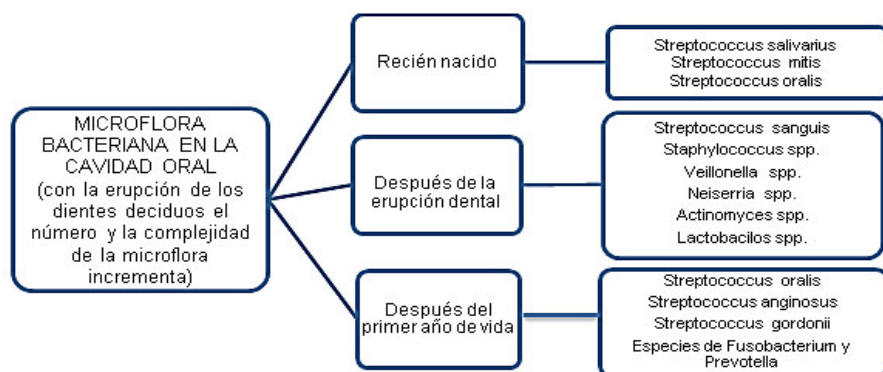 MICROFLORA
BACTERIANA EN LA
CAVIDAD ORAL
(con la erupción de los
dientes deciduos el
número y la complejidad
de la microflora
incrementa)
Recién nacido
Streptococcus salivarius
Streptococcus mitis
Streptococcus oralis
Después de la
erupción dental
Streptococcus sanguis
Staphylococcus spp.
Veillonella spp.
Neiserria spp.
Actinomyces spp.
Lactobacilos spp.
Después del
primer año de vida
Streptococcus oralis
Streptococcus anginosus
Streptococcus gordonii
Especies de Fusobacterium y
Prevotella